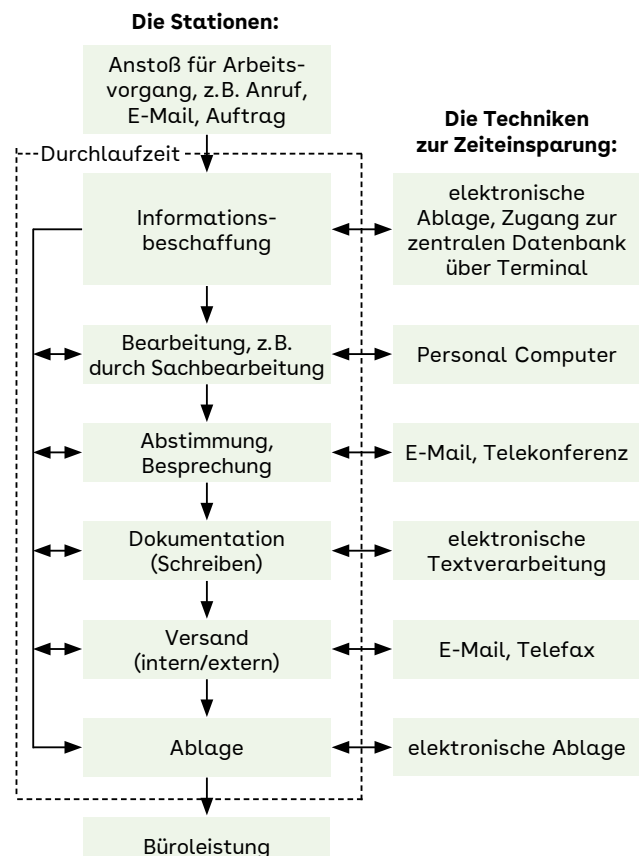 Die Stationen:
Anstoß für Arbeits-
vorgang, z.B. Anruf,
E-Mail, Auftrag
Die Techniken
zur Zeiteinsparung:
Durchlaufzeit
Informations-
beschaffung
elektronische
Ablage, Zugang zur
zentralen Datenbank
über Terminal
Bearbeitung, z.B.
durch Sachbearbeitung
Personal Computer
Abstimmung,
Besprechung
E-Mail, Telekonferenz
Dokumentation
(Schreiben)
elektronische
Textverarbeitung
Versand
(intern/extern)
E-Mail, Telefax
Ablage
elektronische Ablage
Büroleistung